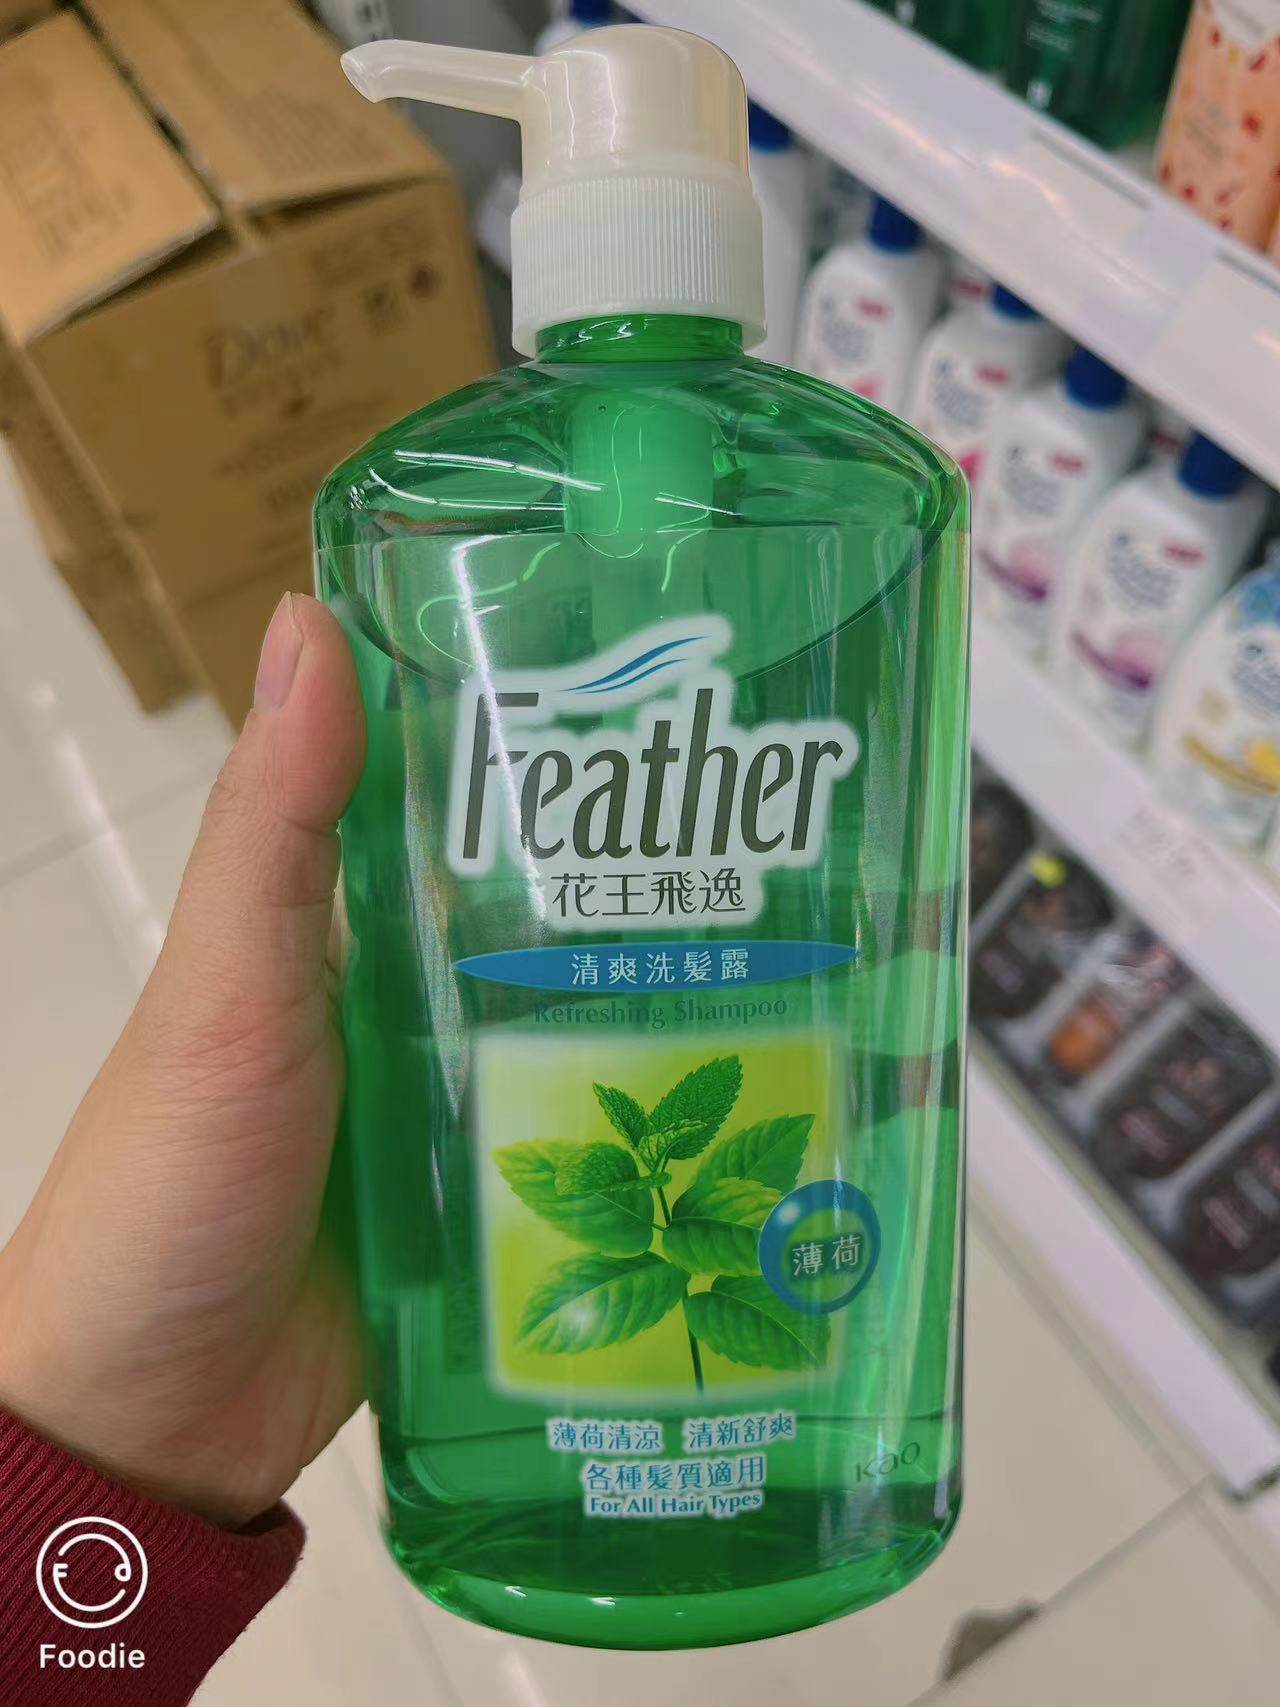 Dove
Feather
花王飛逸
清爽洗髮露
Refreshing Shampoo
薄荷
薄荷清涼 清新舒爽
各種髮質適用
For All Hair Types
Kao
Foodie